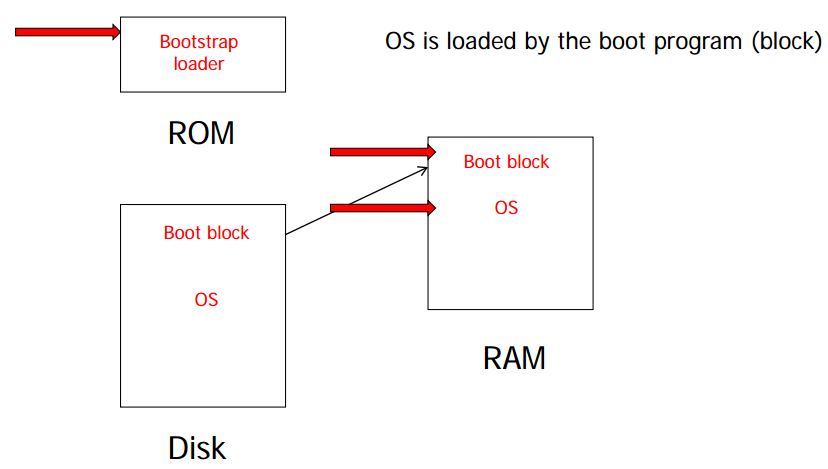 Bootstrap
loader
OS is loaded by the boot program (block)
ROM
Boot block
OS
RAM
Boot block
OS
Disk